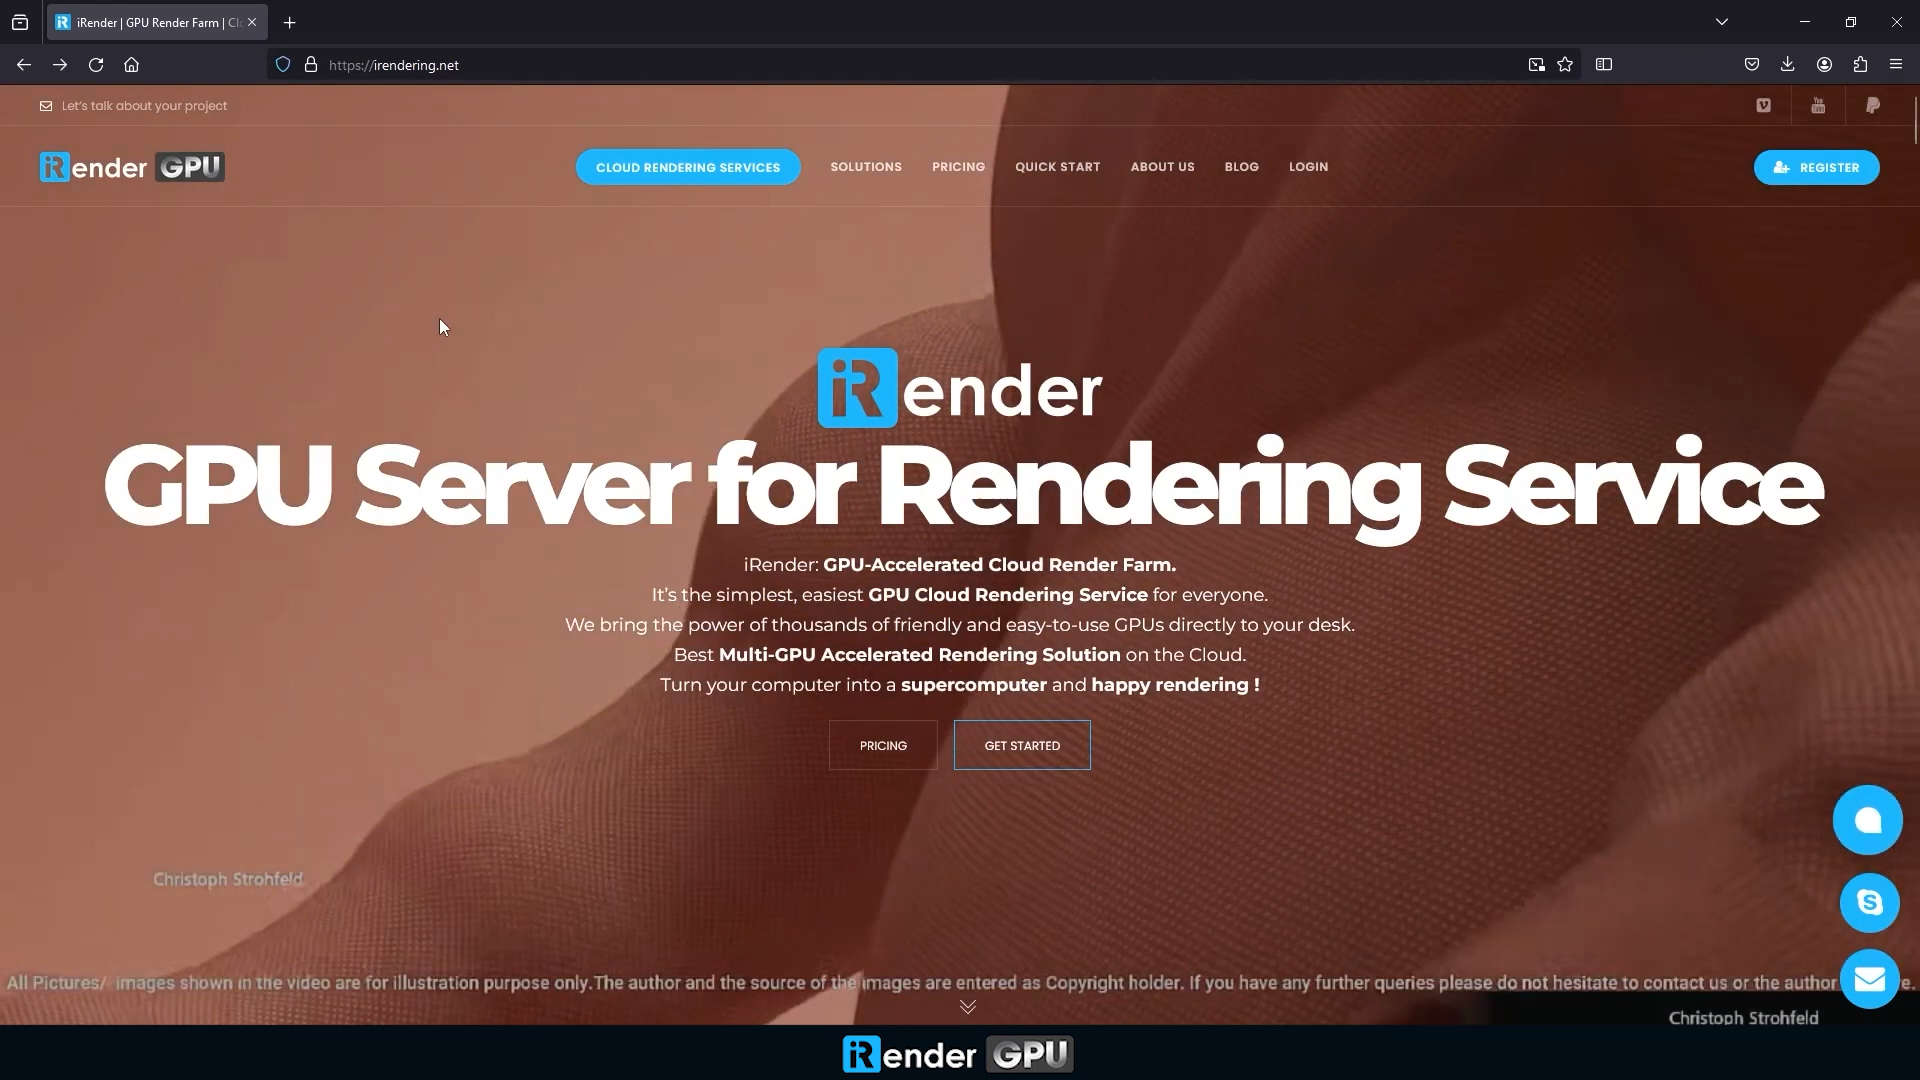 iRender | GPU Render Farm | Clo
https://irendering.net
Let's talk about your project
iRender GPU
CLOUD RENDERING SERVICES
SOLUTIONS
PRICING
QUICK START
ABOUT US
BLOG
LOGIN
REGISTER
iRender
GPU Server for Rendering Service
iRender: GPU-Accelerated Cloud Render Farm.
It's the simplest, easiest GPU Cloud Rendering Service for everyone.
We bring the power of thousands of friendly and easy-to-use GPUs directly to your desk.
Best Multi-GPU Accelerated Rendering Solution on the Cloud.
Turn your computer into a supercomputer and happy rendering !
PRICING
GET STARTED
Christoph Strohfeld
All Pictures/ images shown in the video are for illustration purpose only.The author and the source of the images are entered as Copyright holder. If you have any further queries please do not hesitate to contact us or the author
Christoph Strohfeld
iRender GPU